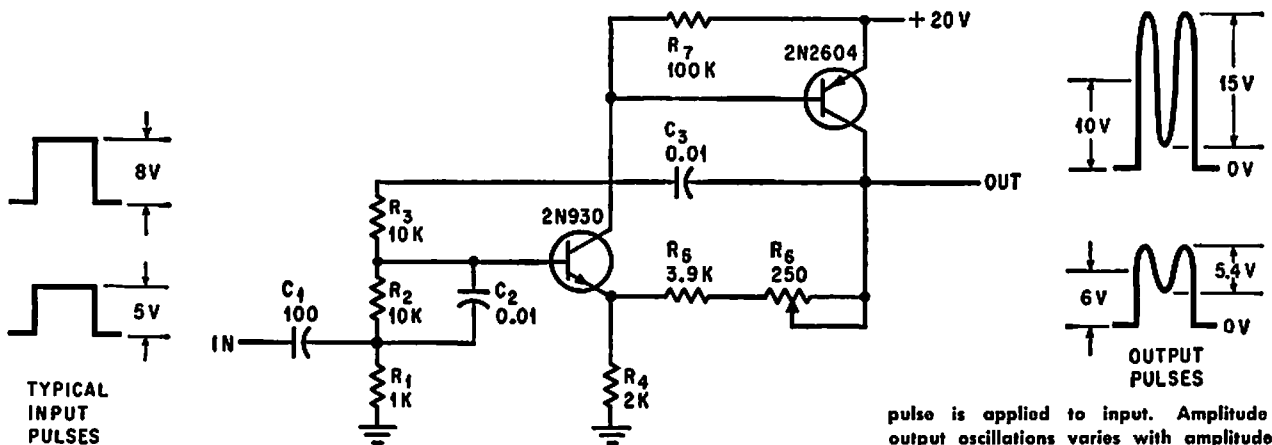 R7
100K
+20V
2N2604
8V
C3
0.01
OUT
R3
10K
2N930
5V
C1
100
R2
10K
C2
0.01
R5
3.9K
R6
250
IN
R1
1K
R4
2K
TYPICAL
INPUT
PULSES
10V
15V
0V
6V
5.4V
0V
OUTPUT
PULSES
pulse is applied to input. Amplitude
output oscillations varies with amplitude